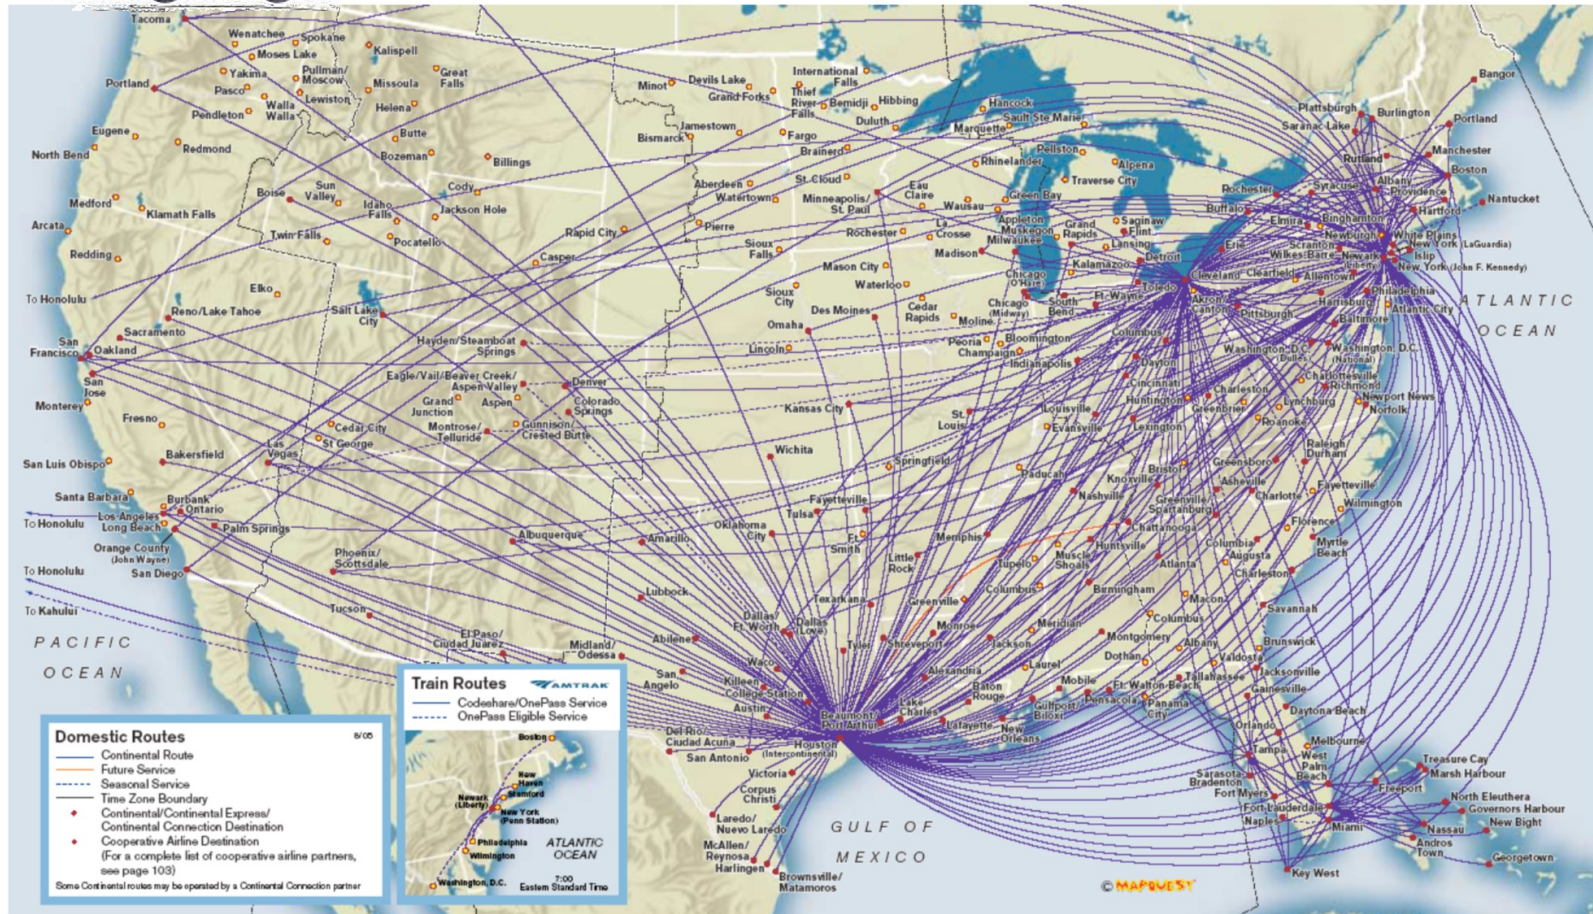 Tacoma
Wenatchee
Spokane
Moses Lake
Kalispell
Yakima
Pullman/
Moscow
Great
Falls
Portland
Pasco
Lewiston
Missoula
Walla
Walla
Helena
Pendleton
Eugene
Butte
Redmond
Bozeman
Billings
North Bend
Medford
Klamath Falls
Boise
Sun
Valley
Idaho
Falls
Cody
Jackson Hole
Arcata
Twin Falls
Pocatello
Redding
Casper
Elko
To Honolulu
Reno/Lake Tahoe
Salt Lake
City
Sacramento
San
Francisco
Oakland
San
Jose
Monterey
Fresno
Hayden/Steamboat
Springs
Eagle/Vail/Beaver Creek/
Aspen-Valley
Denver
Grand
Junction
Aspen
Colorado
Springs
Montrose/
Telluride
Gunnison/
Crested Butte
Cedar City
St George
Las
Vegas
Bakersfield
San Luis Obispo
Santa Barbara
Burbank
Ontario
Los Angeles
Long Beach
To Honolulu
Palm Springs
Orange County
(John Wayne)
San Diego
To Honolulu
To Kahului
Phoenix/
Scottsdale
Tucson
Albuquerque
El Paso/
Ciudad Juarez
PACIFIC
OCEAN
Minot
Devils Lake
Grand Forks
International
Falls
Thief
River
Falls
Bemidji
Hibbing
Duluth
Jamestown
Bismarck
Fargo
Brainerd
Aberdeen
Watertown
St. Cloud
Minneapolis/
St. Paul
Eau
Claire
Wausau
Rapid City
Pierre
Rochester
La
Crosse
Sioux
Falls
Mason City
Madison
Sioux
City
Waterloo
Cedar
Rapids
Des Moines
Omaha
Moline
Lincoln
Peoria
Bloomington
Champaign
Indianapolis
Kansas City
St.
Louis
Wichita
Springfield
Fayetteville
Tulsa
Oklahoma
City
Ft.
Smith
Amarillo
Little
Rock
Memphis
Lubbock
Texarkana
Greenville
Hancock
Sault Ste Marie
Marquette
Rhinelander
Pellston
Alpena
Traverse City
Green Bay
Appleton
Muskegon
Milwaukee
Grand
Rapids
Saginaw
Flint
Lansing
Kalamazoo
Detroit
Chicago
(O'Hare)
Chicago
(Midway)
South
Bend
Ft. Wayne
Toledo
Cleveland
Akron/
Canton
Erie
Pittsburgh
Columbus
Dayton
Cincinnati
Huntington
Charleston
Greenbrier
Louisville
Lexington
Evansville
Paducah
Nashville
Knoxville
Bristol
Bangor
Plattsburgh
Burlington
Saranac Lake
Portland
Rutland
Manchester
Boston
Rochester
Syracuse
Albany
Providence
Nantucket
Buffalo
Elmira
Binghamton
Hartford
Newburgh
White Plains
New York (LaGuardia)
Scranton
Wilkes/Barre
Newark
(Liberty)
Islip
New York (John F. Kennedy)
Clearfield
Allentown
Philadelphia
Harrisburg
Atlantic City
Baltimore
Washington, D.C.
(Dulles)
Washington, D.C.
(National)
Charlottesville
Richmond
Lynchburg
Newport News
Norfolk
Roanoke
Raleigh/
Durham
Greensboro
Asheville
Charlotte
Fayetteville
Wilmington
Greenville/
Spartanburg
Florence
Myrtle
Beach
Chattanooga
Huntsville
Muscle
Shoals
Tupelo
Columbus
Birmingham
Atlanta
Columbia
Augusta
Charleston
Macon
Savannah
Columbus
Albany
Brunswick
Montgomery
Dothan
Valdosta
Jacksonville
Tallahassee
Gainesville
Daytona Beach
ATLANTIC
OCEAN
Dallas/
Ft. Worth
Dallas
(Love)
Abilene
Tyler
Shreveport
Monroe
Jackson
Meridian
Midland/
Odessa
Waco
Laurel
San
Angelo
Killeen
College Station
Alexandria
Austin
Baton
Rouge
Mobile
Ft. Walton Beach
Pensacola
Panama
City
Gulfport/
Biloxi
Lake
Charles
Lafayette
New
Orleans
Beaumont/
Port Arthur
Houston
(Intercontinental)
Del Rio/
Ciudad Acuña
San Antonio
Victoria
Corpus
Christi
Laredo/
Nuevo Laredo
McAllen/
Reynosa
Harlingen
Brownsville/
Matamoros
GULF OF
MEXICO
Orlando
Melbourne
Tampa
West
Palm
Beach
Sarasota
Bradenton
Fort Myers
Fort Lauderdale
Naples
Miami
Key West
Treasure Cay
Marsh Harbour
Freeport
North Eleuthera
Governors Harbour
Nassau
New Bight
Andros
Town
Georgetown
© MAPQUEST
Train Routes
AMTRAK
Codeshare/OnePass Service
OnePass Eligible Service
Boston
New
Haven
Stamford
Newark
(Liberty)
New York
(Penn Station)
Philadelphia
Wilmington
Washington, D.C.
ATLANTIC
OCEAN
7:00
Eastern Standard Time
Domestic Routes
8/05
Continental Route
Future Service
Seasonal Service
Time Zone Boundary
Continental/Continental Express/
Continental Connection Destination
Cooperative Airline Destination
(For a complete list of cooperative airline partners,
see page 103)
Some Continental routes may be operated by a Continental Connection partner